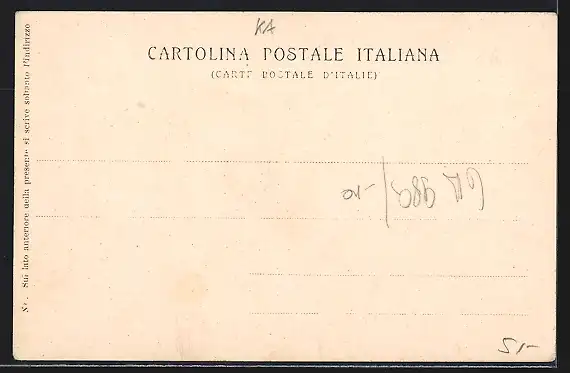 KA
CARTOLINA POSTALE ITALIANA
(CARTE POSTALE D'ITALIE)
Sul lato anteriore della presente si scrive soltanto l'indirizzo
5,-